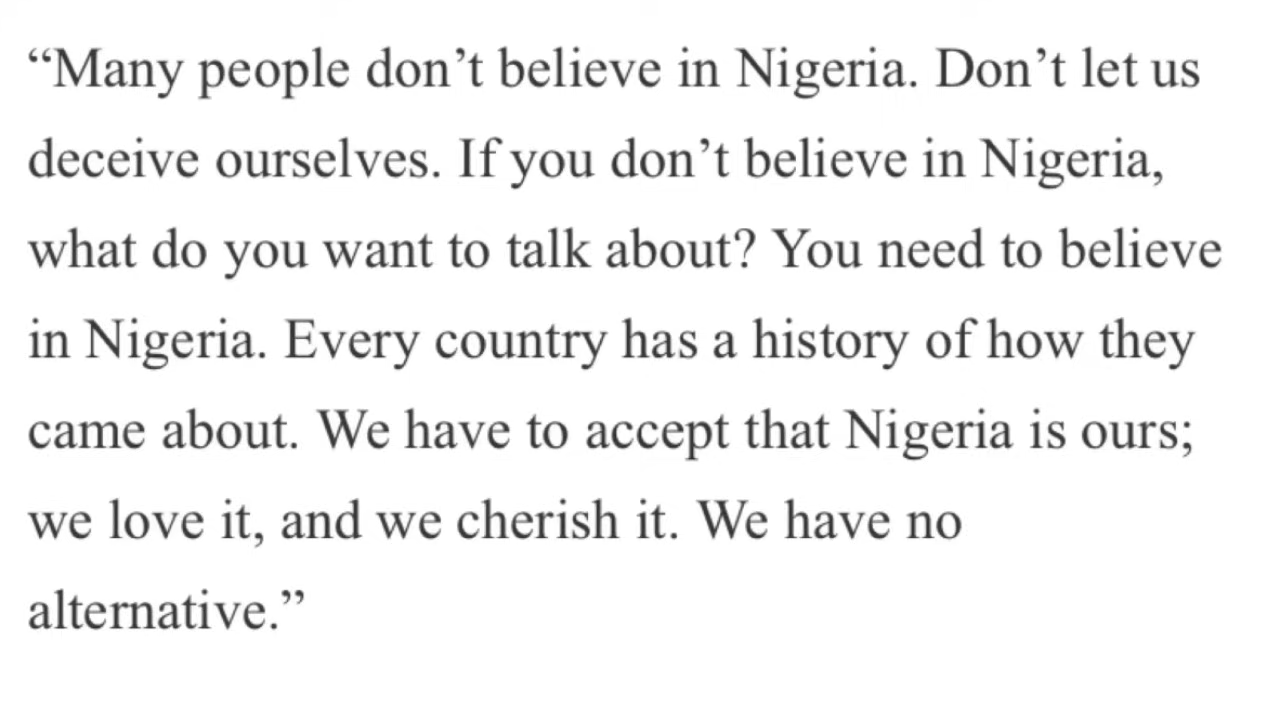 “Many people don’t believe in Nigeria. Don’t let us
deceive ourselves. If you don’t believe in Nigeria,
what do you want to talk about? You need to believe
in Nigeria. Every country has a history of how they
came about. We have to accept that Nigeria is ours;
we love it, and we cherish it. We have no
alternative.”